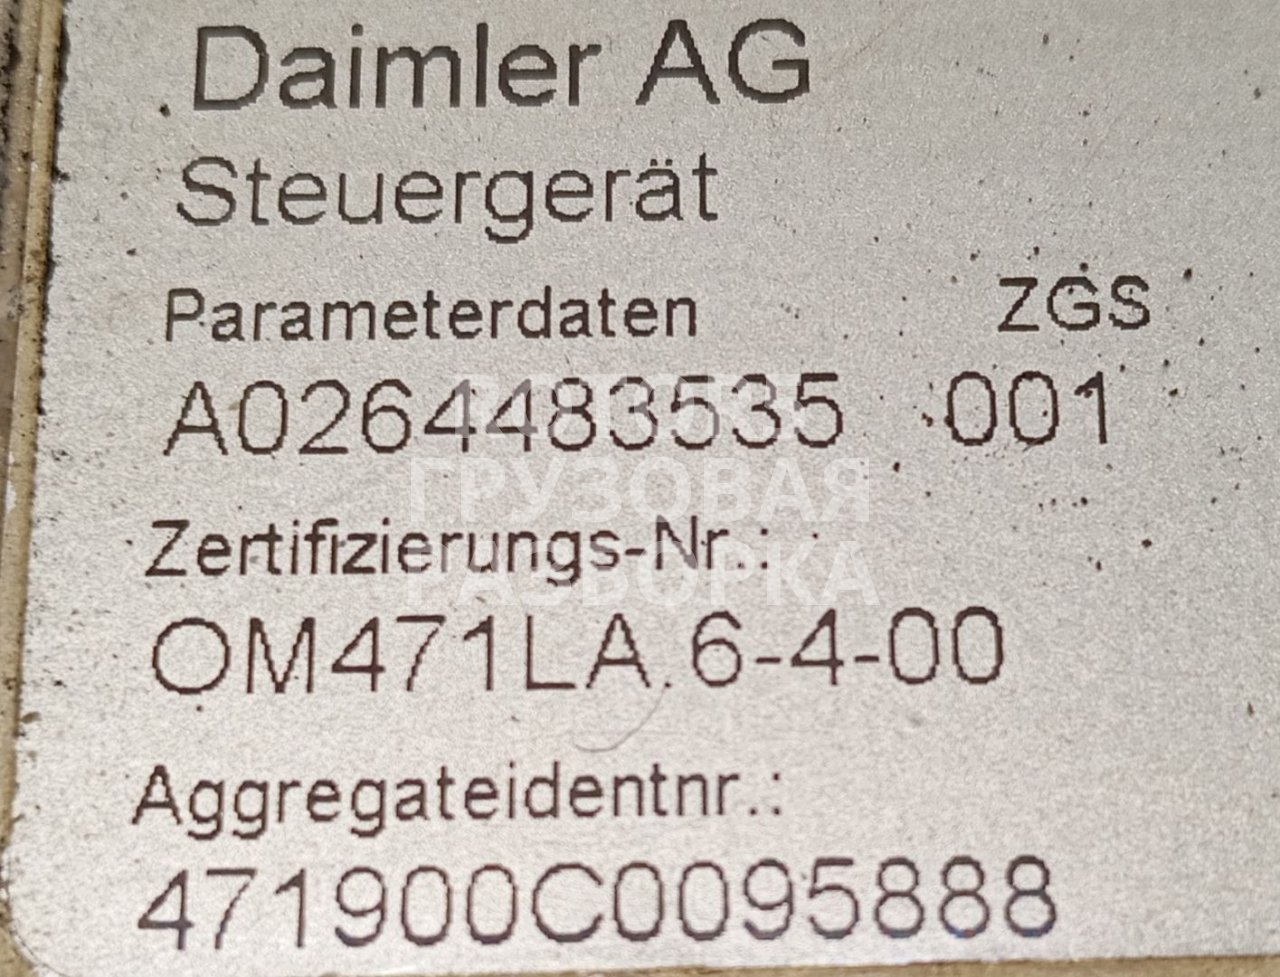 Daimler AG
Steuergerät
Parameterdaten ZGS
A0264483535 001
ГРУЗОВАЯ
Zertifizierungs-Nr.:
РАЗБОРКА
OM471LA.6-4-00
Aggregateidentnr.:
471900C0095888